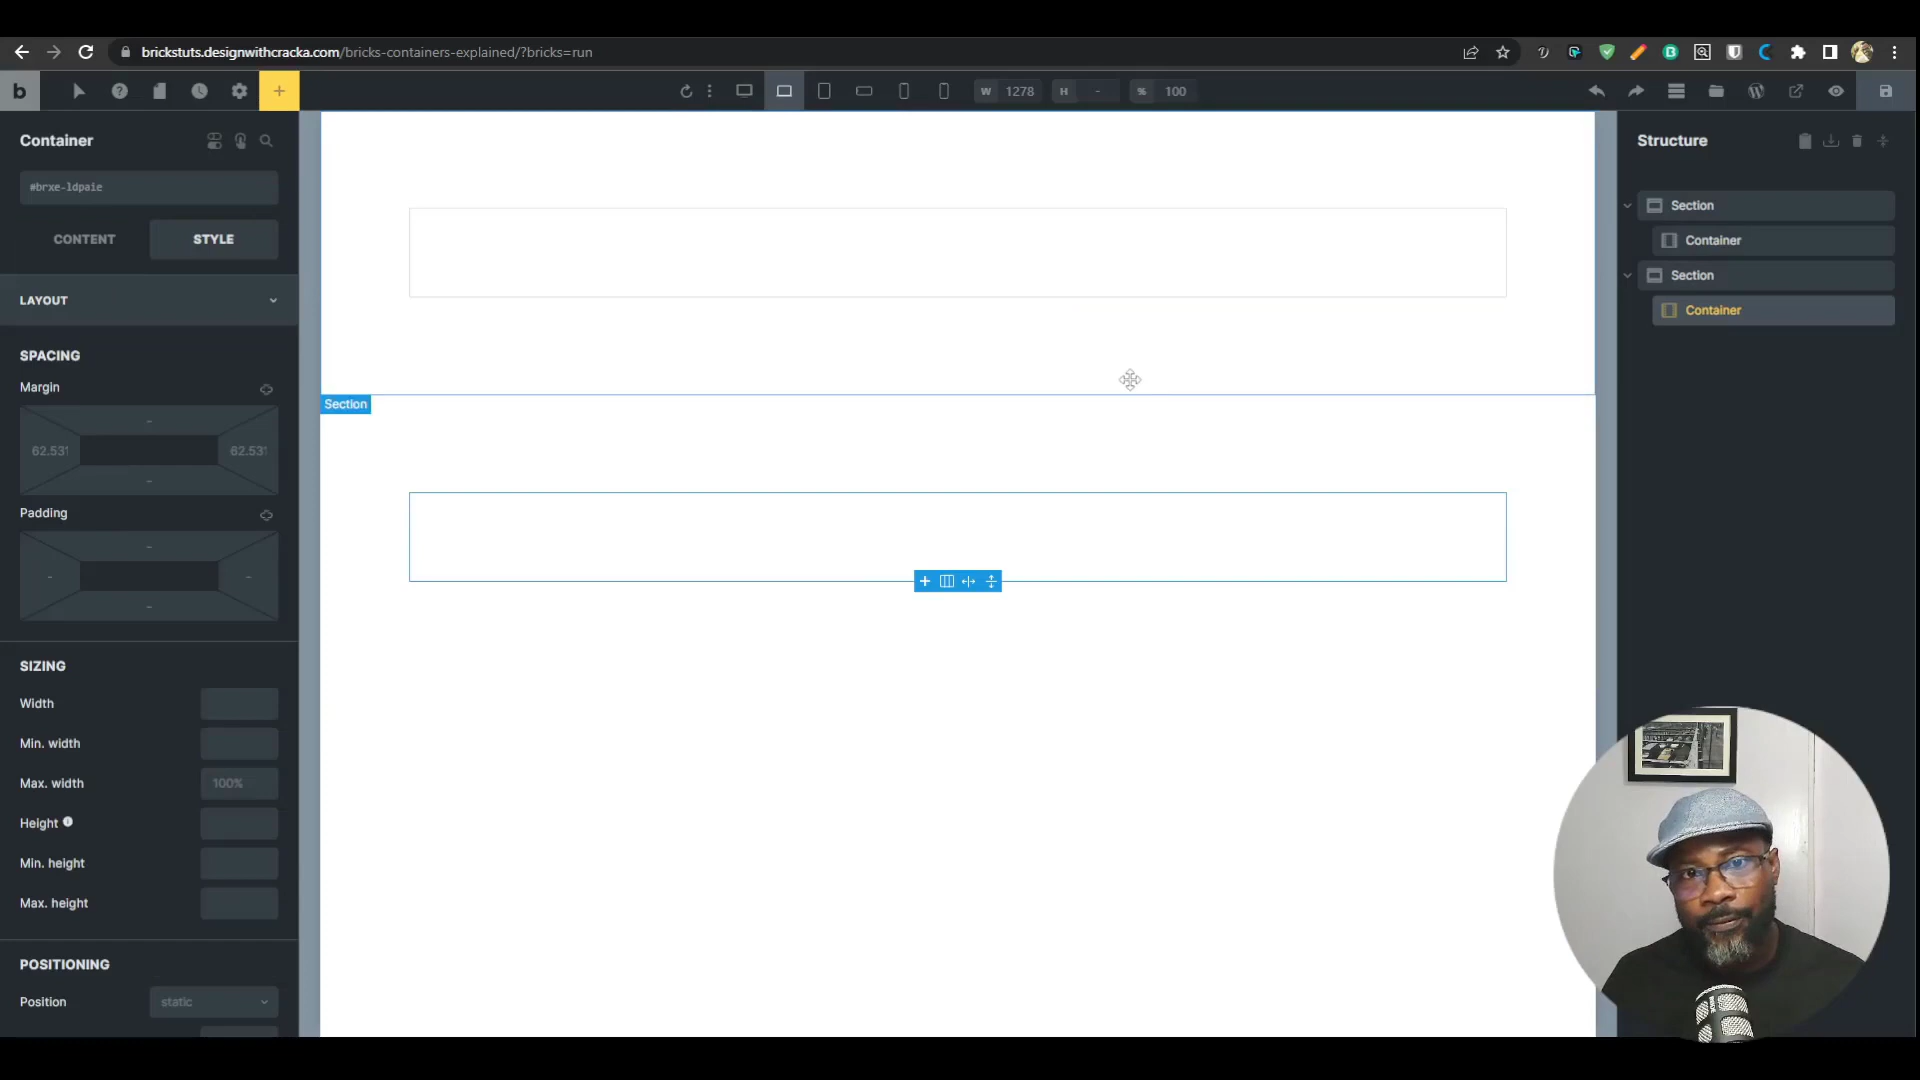 brickstuts.designwithcracka.com/bricks-containers-explained/?bricks=run
b
W 1278 H - % 100
Container
#brxe-ldpaie
CONTENT STYLE
LAYOUT
SPACING
Margin
-
62.531 62.531
-
Padding
-
- -
-
SIZING
Width
Min. width
Max. width 100%
Height
Min. height
Max. height
POSITIONING
Position static
Section
Structure
Section
Container
Section
Container